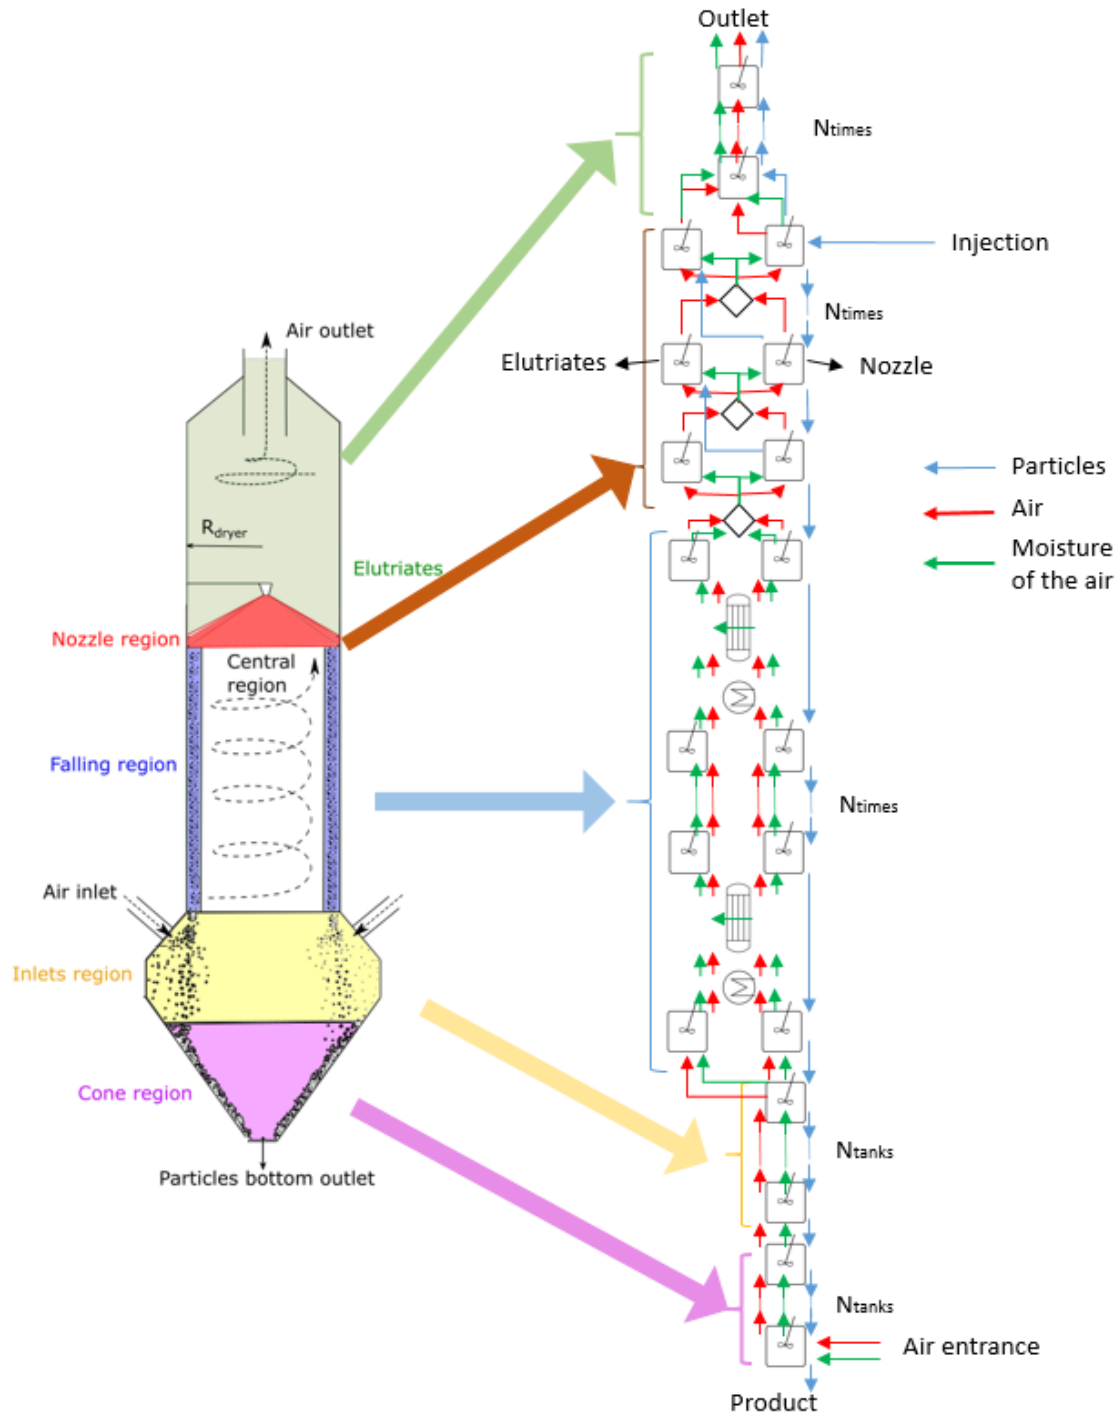 Outlet
Ntimes
Injection
Ntimes
Air outlet
Elutriates
Nozzle
Particles
Air
Moisture
of the air
Rdryer
Elutriates
Nozzle region
Central
region
Falling region
Ntimes
Air inlet
Inlets region
Cone region
Ntanks
Particles bottom outlet
Ntanks
Air entrance
Product
M
M